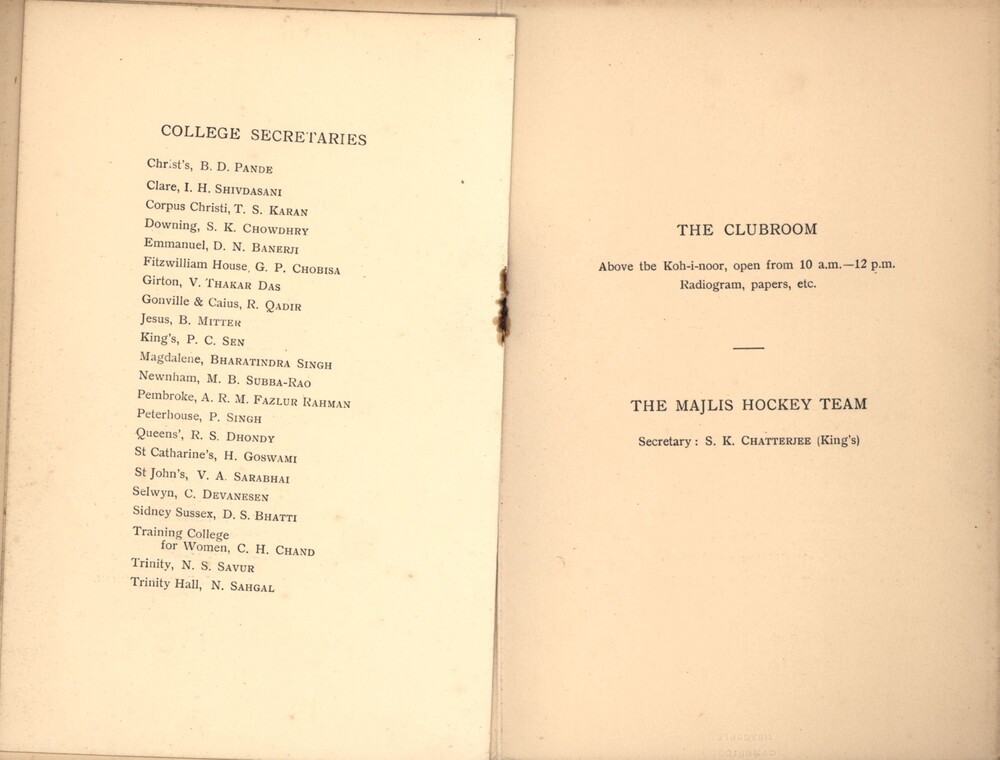 COLLEGE SECRETARIES
Christ's, B. D. PANDE
Clare, I. H. SHIVDASANI
Corpus Christi, T. S. KARAN
Downing, S. K. CHOWDHRY
Emmanuel, D. N. BANERJI
Fitzwilliam House, G. P. CHOBISA
Girton, V. THAKAR DAS
Gonville & Caius, R. QADIR
Jesus, B. MITTER
King's, P. C. SEN
Magdalene, BHARATINDRA SINGH
Newnham, M. B. SUBBA-RAO
Pembroke, A. R. M. FAZLUR RAHMAN
Peterhouse, P. SINGH
Queens', R. S. DHONDY
St Catharine's, H. GOSWAMI
St John's, V. A. SARABHAI
Selwyn, C. DEVANESEN
Sidney Sussex, D. S. BHATTI
Training College
for Women, C. H. CHAND
Trinity, N. S. SAVUR
Trinity Hall, N. SAHGAL
THE CLUBROOM
Above the Koh-i-noor, open from 10 a.m.—12 p.m.
Radiogram, papers, etc.
THE MAJLIS HOCKEY TEAM
Secretary: S. K. CHATTERJEE (King's)